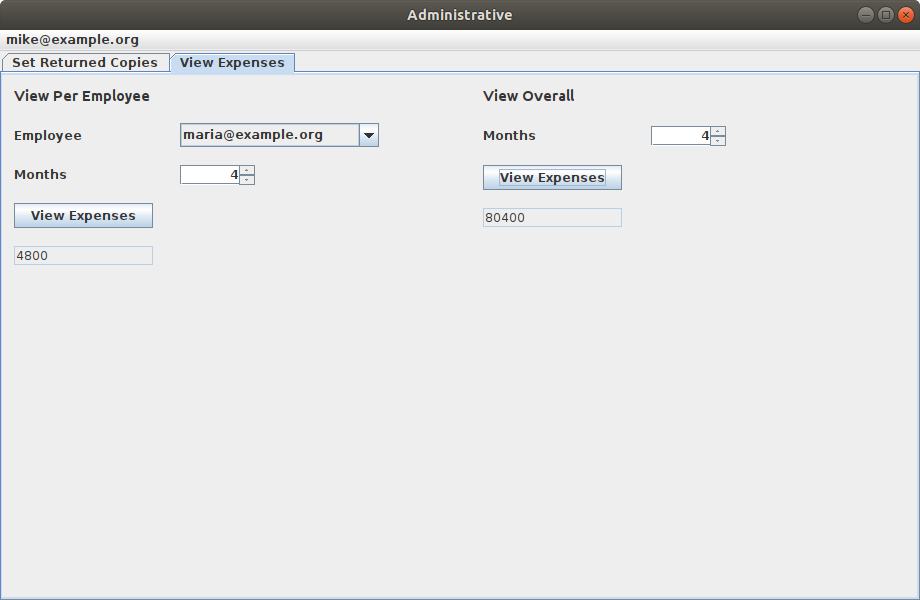 Administrative
mike@example.org
Set Returned Copies
View Expenses
View Per Employee
Employee
maria@example.org
Months
4
View Expenses
4800
View Overall
Months
4
View Expenses
80400